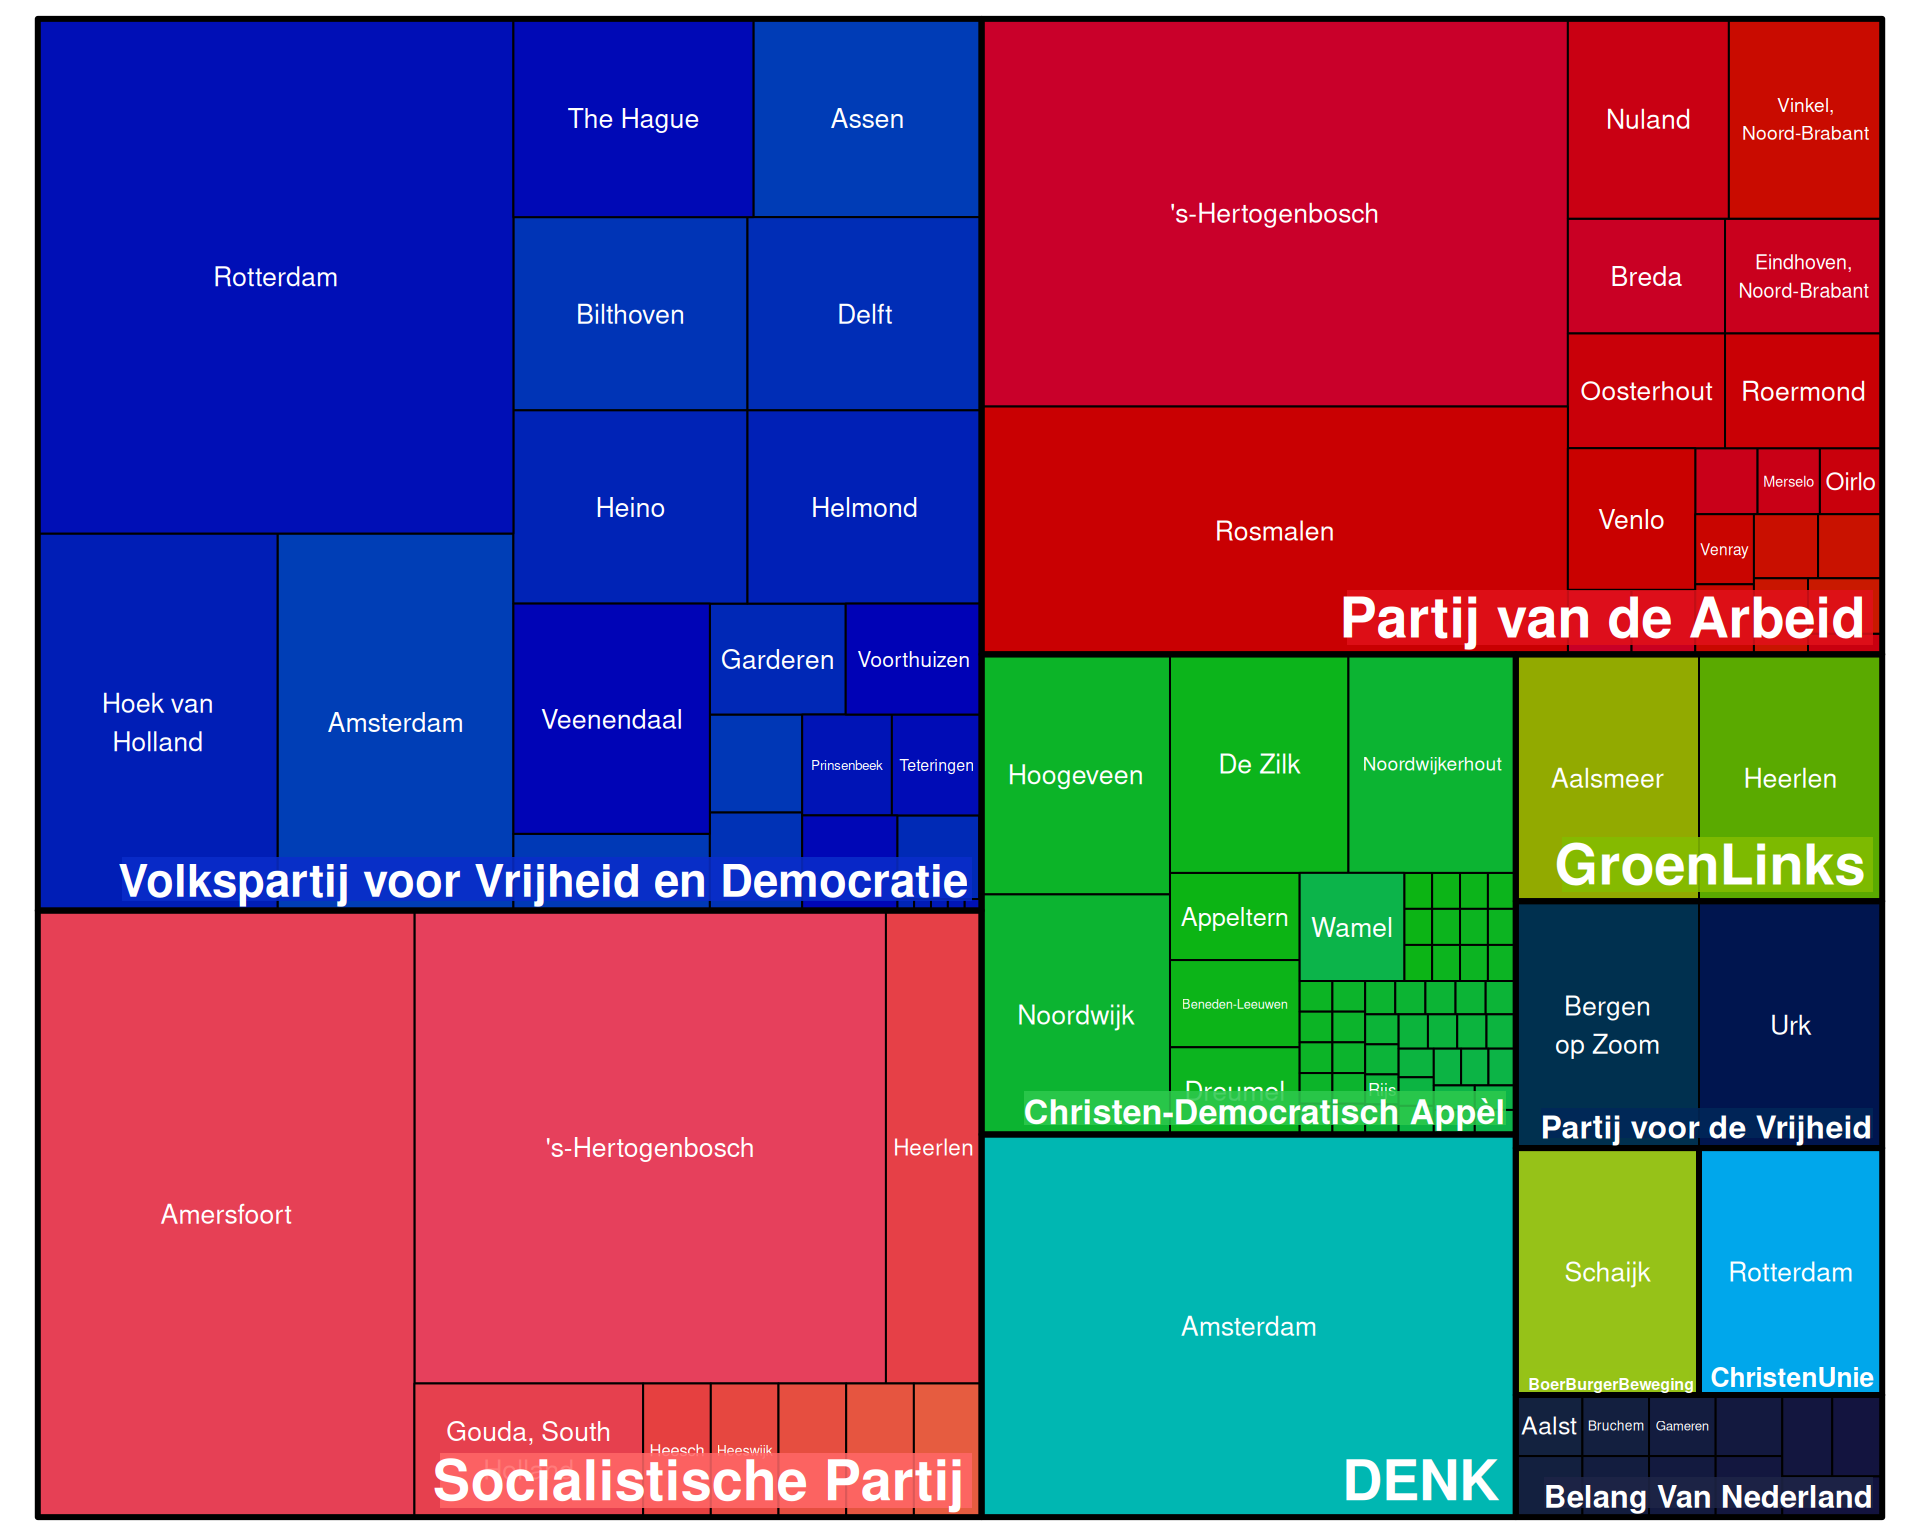 Rotterdam
The Hague
Assen
Bilthoven
Delft
Heino
Helmond
Hoek van
Holland
Amsterdam
Veenendaal
Garderen
Voorthuizen
Prinsenbeek
Teteringen
Volkspartij voor Vrijheid en Democratie
's-Hertogenbosch
Nuland
Vinkel,
Noord-Brabant
Breda
Eindhoven,
Noord-Brabant
Oosterhout
Roermond
Rosmalen
Venlo
Merselo
Oirlo
Venray
Partij van de Arbeid
Amersfoort
's-Hertogenbosch
Heerlen
Gouda, South
Holland
Heesch
Heeswijk
Socialistische Partij
Hoogeveen
De Zilk
Noordwijkerhout
Noordwijk
Appeltern
Wamel
Beneden-Leeuwen
Dreumel
Rijs
Christen-Democratisch Appèl
Aalsmeer
Heerlen
GroenLinks
Bergen
op Zoom
Urk
Partij voor de Vrijheid
Amsterdam
DENK
Schaijk
BoerBurgerBeweging
Rotterdam
ChristenUnie
Aalst
Bruchem
Gameren
Belang Van Nederland